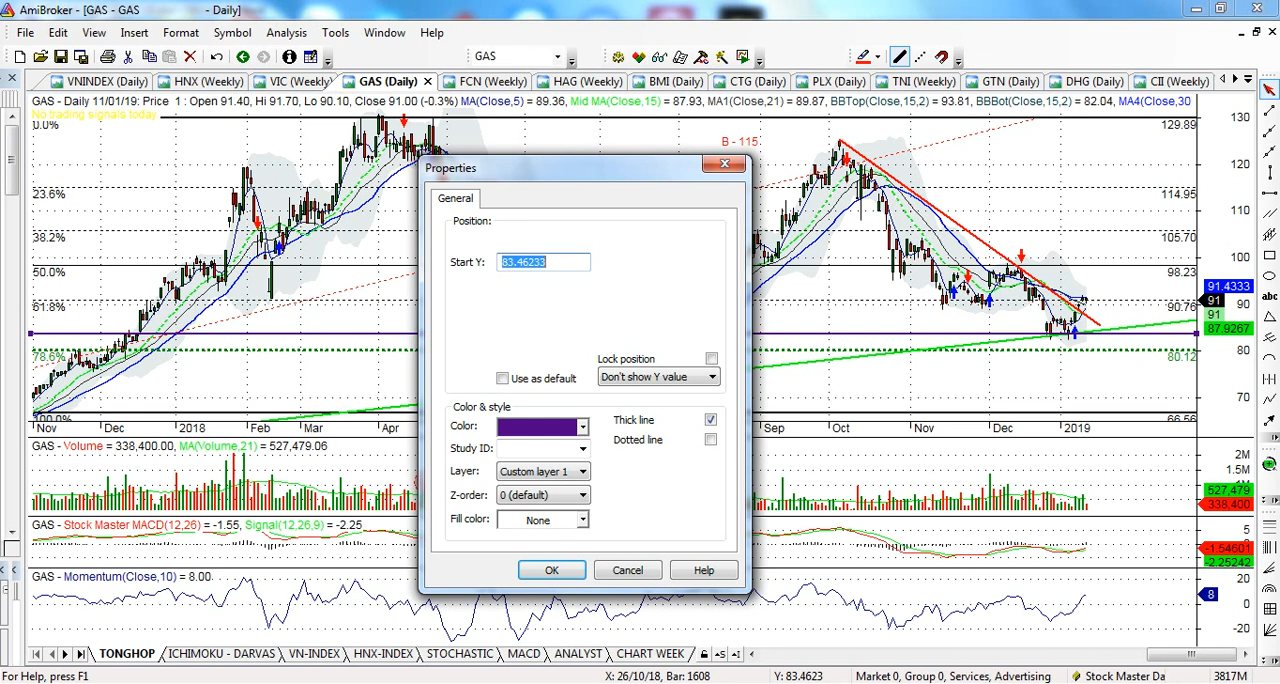 AmiBroker - [GAS - GAS - Daily]
File Edit View Insert Format Symbol Analysis Tools Window Help
GAS
VNINDEX (Daily) HNX (Weekly) VIC (Weekly) GAS (Daily) FCN (Weekly) HAG (Weekly) BMI (Daily) CTG (Daily) PLX (Daily) TNI (Weekly) GTN (Daily) DHG (Daily) CII (Weekly)
GAS - Daily 11/01/19: Price 1 : Open 91.40, Hi 91.70, Lo 90.10, Close 91.00 (-0.3%) MA(Close,5) = 89.36, Mid MA(Close,15) = 87.93, MA1(Close,21) = 89.87, BBTop(Close,15,2) = 93.81, BBBot(Close,15,2) = 82.04, MA4(Close,30
No trading signals today
0.0%
23.6%
38.2%
50.0%
61.8%
78.6%
100.0%
B - 115
129.89
114.95
105.70
98.23
90.76
80.12
66.56
130
120
110
100
91.4333
91
90
91
87.9267
80
70
Nov Dec 2018 Feb Mar Apr Sep Oct Nov Dec 2019
Properties
General
Position:
Start Y: 83.46233
Lock position
Use as default Don't show Y value
Color & style
Color: Thick line
Dotted line
Study ID:
Layer: Custom layer 1
Z-order: 0 (default)
Fill color: None
OK Cancel Help
GAS - Volume = 338,400.00, MA(Volume,21) = 527,479.06
2M
1.5M
527,479
338,400
GAS - Stock Master MACD(12,26) = -1.55, Signal(12,26,9) = -2.25
5
-1.54601
-2.25242
GAS - Momentum(Close,10) = 8.00
20
8
0
-20
TONGHOP ICHIMOKU - DARVAS VN-INDEX HNX-INDEX STOCHASTIC MACD ANALYST CHART WEEK
For Help, press F1 X: 26/10/18, Bar: 1608 Y: 83.4623 Market 0, Group 0, Services, Advertising Stock Master Da 3817M